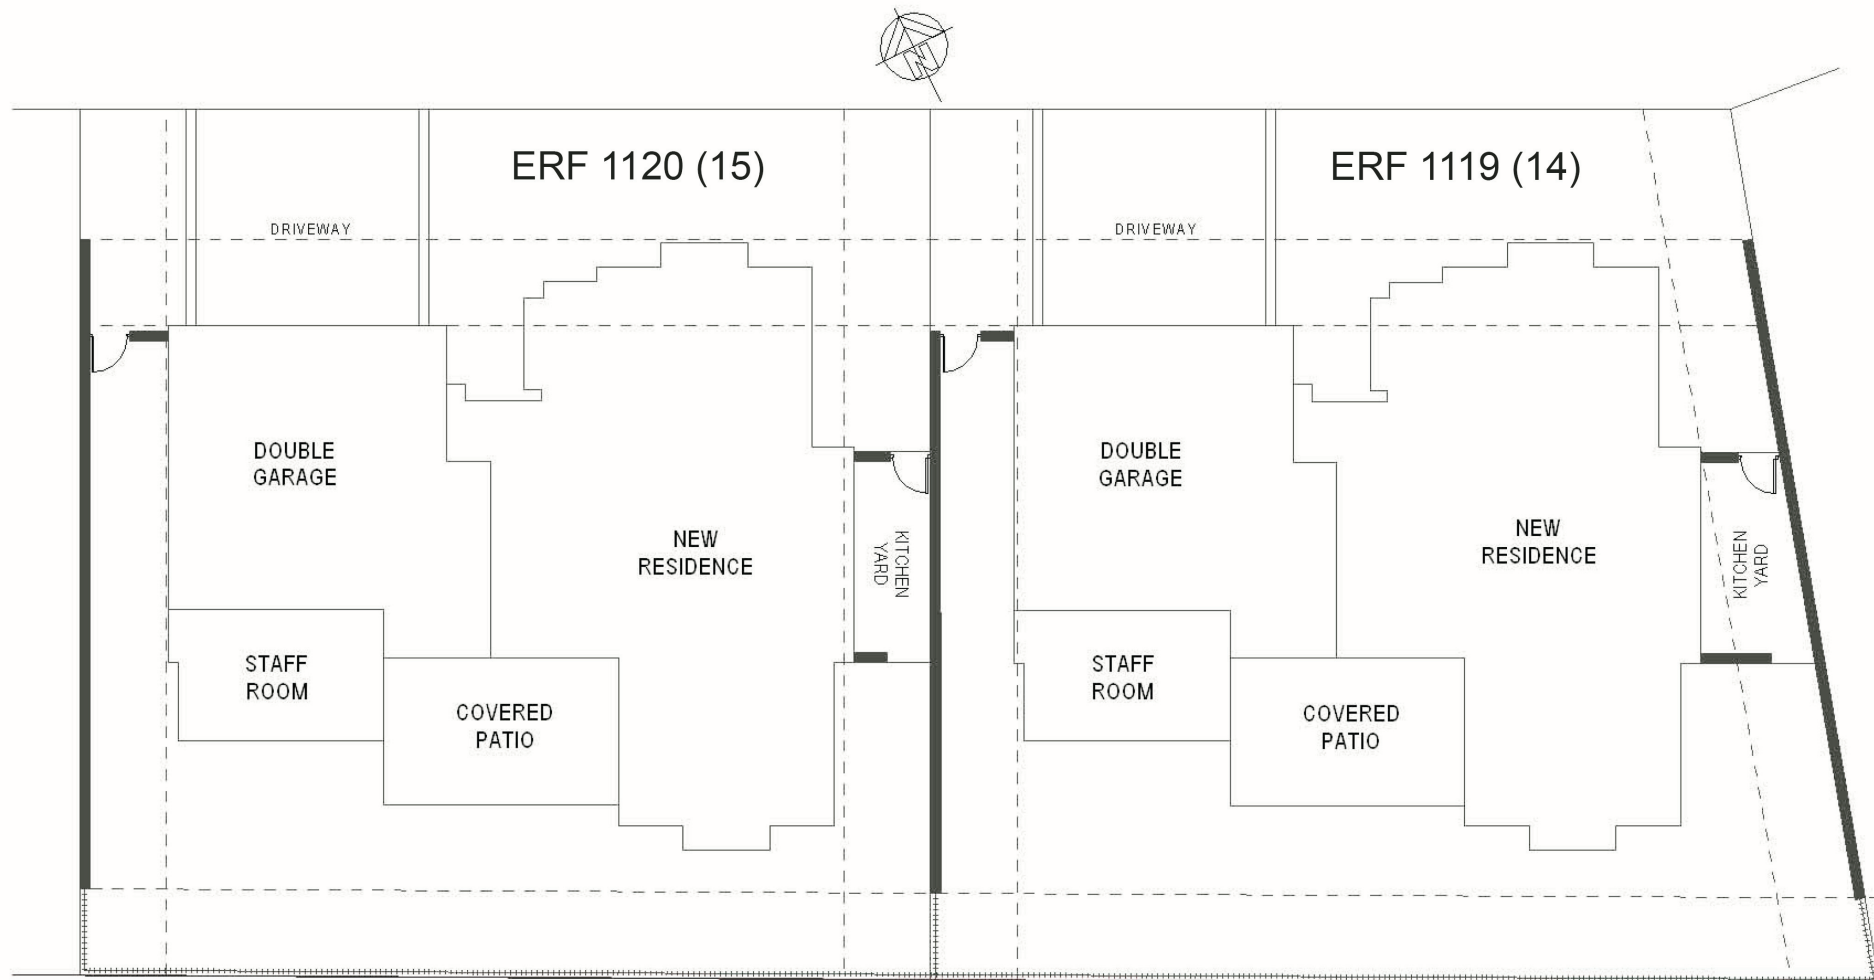 N
ERF 1120 (15)
ERF 1119 (14)
DRIVEWAY
DRIVEWAY
DOUBLE
GARAGE
NEW
RESIDENCE
KITCHEN
YARD
STAFF
ROOM
COVERED
PATIO
DOUBLE
GARAGE
NEW
RESIDENCE
KITCHEN
YARD
STAFF
ROOM
COVERED
PATIO